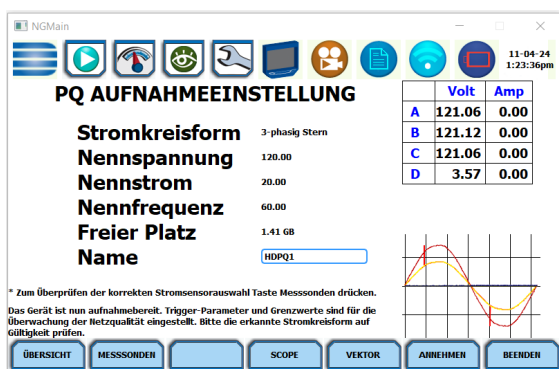 NGMain
11-04-24
1:23:36pm
PQ AUFNAHMEEINSTELLUNG
Volt Amp
A 121.06 0.00
B 121.12 0.00
C 121.06 0.00
D 3.57 0.00
Stromkreisform 3-phasig Stern
Nennspannung 120.00
Nennstrom 20.00
Nennfrequenz 60.00
Freier Platz 1.41 GB
Name HDPQ1
* Zum Überprüfen der korrekten Stromsensorauswahl Taste Messsonden drücken.
Das Gerät ist nun aufnahmebereit. Trigger-Parameter und Grenzwerte sind für die
Überwachung der Netzqualität eingestellt. Bitte die erkannte Stromkreisform auf
Gültigkeit prüfen.
ÜBERSICHT MESSSONDEN SCOPE VEKTOR ANNEHMEN BEENDEN